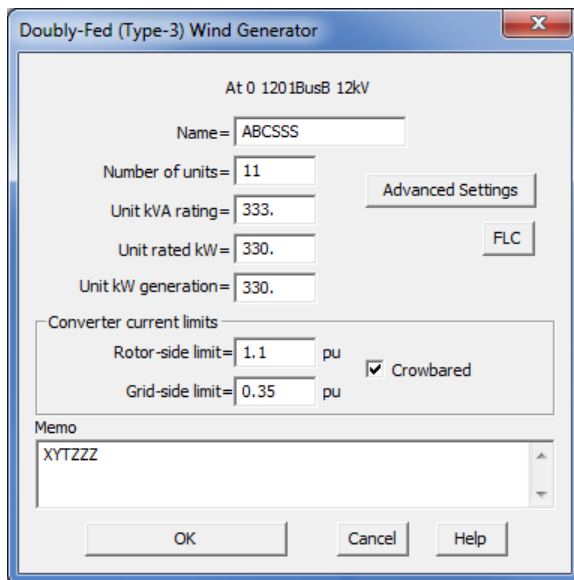 Doubly-Fed (Type-3) Wind Generator
At 0 1201BusB 12kV
Name= ABCSSS
Number of units= 11
Advanced Settings
Unit kVA rating= 333.
FLC
Unit rated kW= 330.
Unit kW generation= 330.
Converter current limits
Rotor-side limit= 1.1 pu
Crowbared
Grid-side limit= 0.35 pu
Memo
XYTZZZ
OK Cancel Help